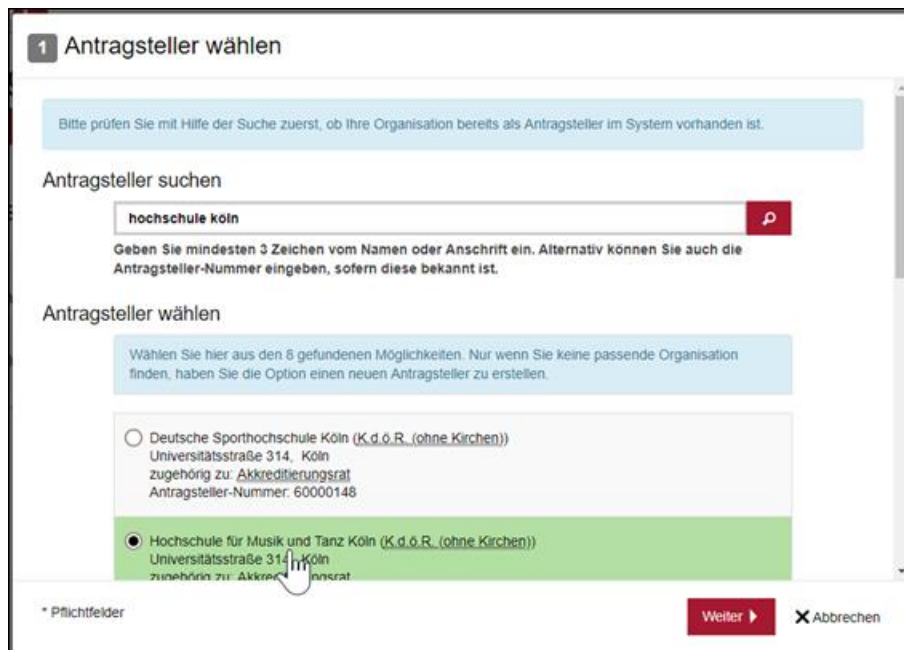 1 Antragsteller wählen
Bitte prüfen Sie mit Hilfe der Suche zuerst, ob Ihre Organisation bereits als Antragsteller im System vorhanden ist.
Antragsteller suchen
hochschule köln
Geben Sie mindesten 3 Zeichen vom Namen oder Anschrift ein. Alternativ können Sie auch die
Antragsteller-Nummer eingeben, sofern diese bekannt ist.
Antragsteller wählen
Wählen Sie hier aus den 8 gefundenen Möglichkeiten. Nur wenn Sie keine passende Organisation
finden, haben Sie die Option einen neuen Antragsteller zu erstellen.
Deutsche Sporthochschule Köln (K.d.ö.R. (ohne Kirchen))
Universitätsstraße 314, Köln
zugehörig zu: Akkreditierungsrat
Antragsteller-Nummer: 60000148
Hochschule für Musik und Tanz Köln (K.d.ö.R. (ohne Kirchen))
Universitätsstraße 314, Köln
zugehörig zu: Akkreditierungsrat
* Pflichtfelder
Weiter
Abbrechen